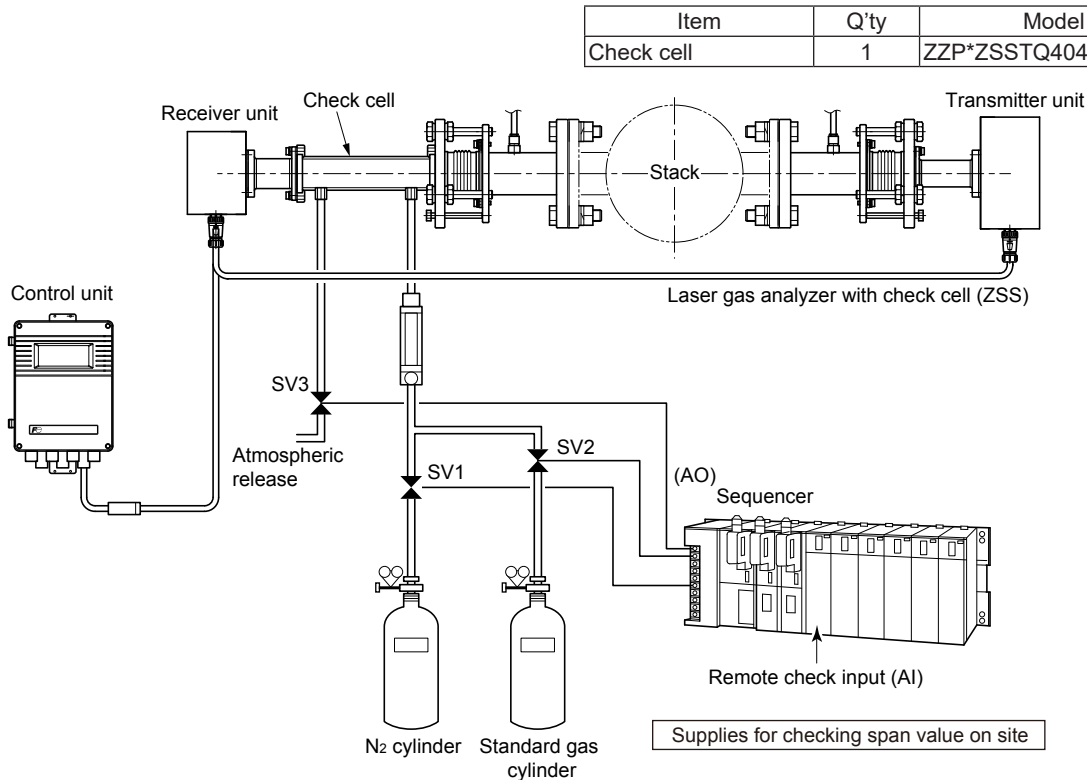 Item Q'ty Model
Check cell 1 ZZP*ZSSTQ404
Receiver unit
Check cell
Transmitter unit
Stack
Laser gas analyzer with check cell (ZSS)
Control unit
SV3
Atmospheric
release
SV1
SV2
(AO)
Sequencer
Remote check input (AI)
N2 cylinder
Standard gas
cylinder
Supplies for checking span value on site